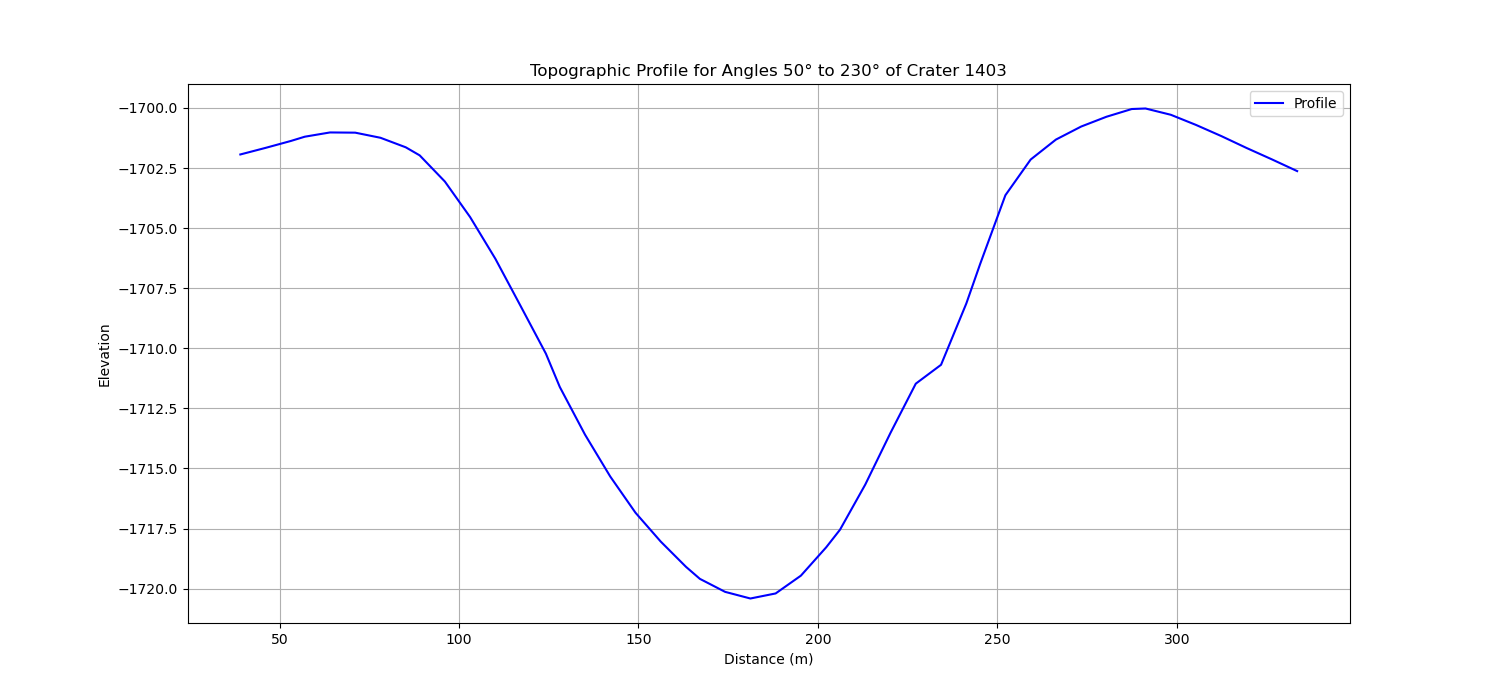 Topographic Profile for Angles 50° to 230° of Crater 1403
Profile
−1700.0
−1702.5
−1705.0
−1707.5
−1710.0
−1712.5
−1715.0
−1717.5
−1720.0
Elevation
50 100 150 200 250 300
Distance (m)